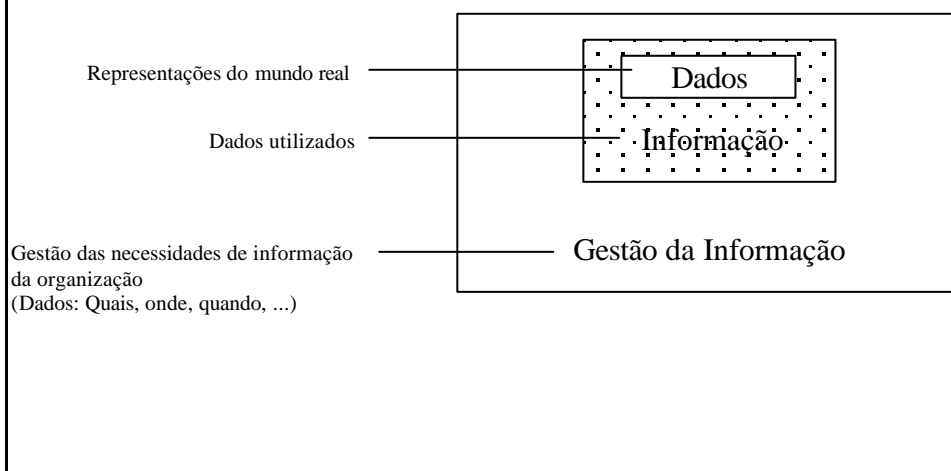 Representações do mundo real
Dados
Dados utilizados
Informação
Gestão das necessidades de informação
da organização
(Dados: Quais, onde, quando, ...)
Gestão da Informação